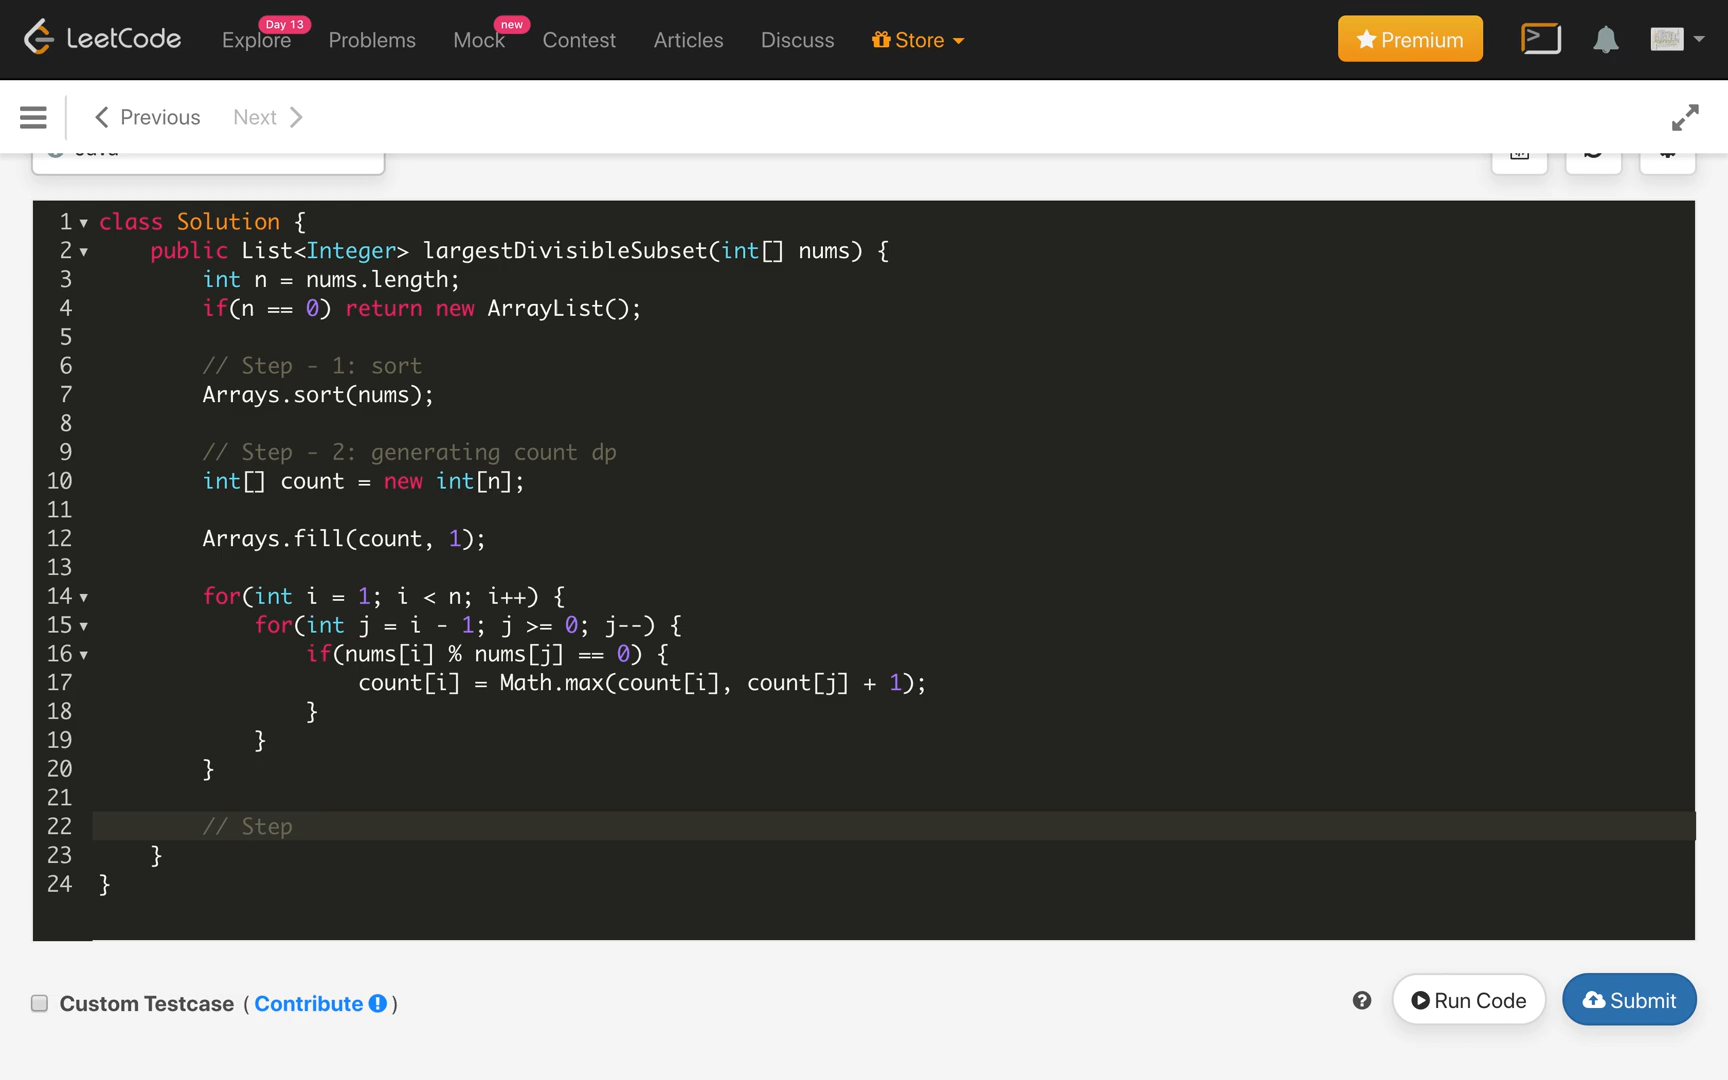 LeetCode
Explore
Day 13
Problems
Mock
new
Contest
Articles
Discuss
Store
Premium
Previous
Next
Java
1 class Solution {
2 public List<Integer> largestDivisibleSubset(int[] nums) {
3 int n = nums.length;
4 if(n == 0) return new ArrayList();
5
6 // Step - 1: sort
7 Arrays.sort(nums);
8
9 // Step - 2: generating count dp
10 int[] count = new int[n];
11
12 Arrays.fill(count, 1);
13
14 for(int i = 1; i < n; i++) {
15 for(int j = i - 1; j >= 0; j--) {
16 if(nums[i] % nums[j] == 0) {
17 count[i] = Math.max(count[i], count[j] + 1);
18 }
19 }
20 }
21
22 // Step
23 }
24 }
Custom Testcase ( Contribute )
Run Code
Submit